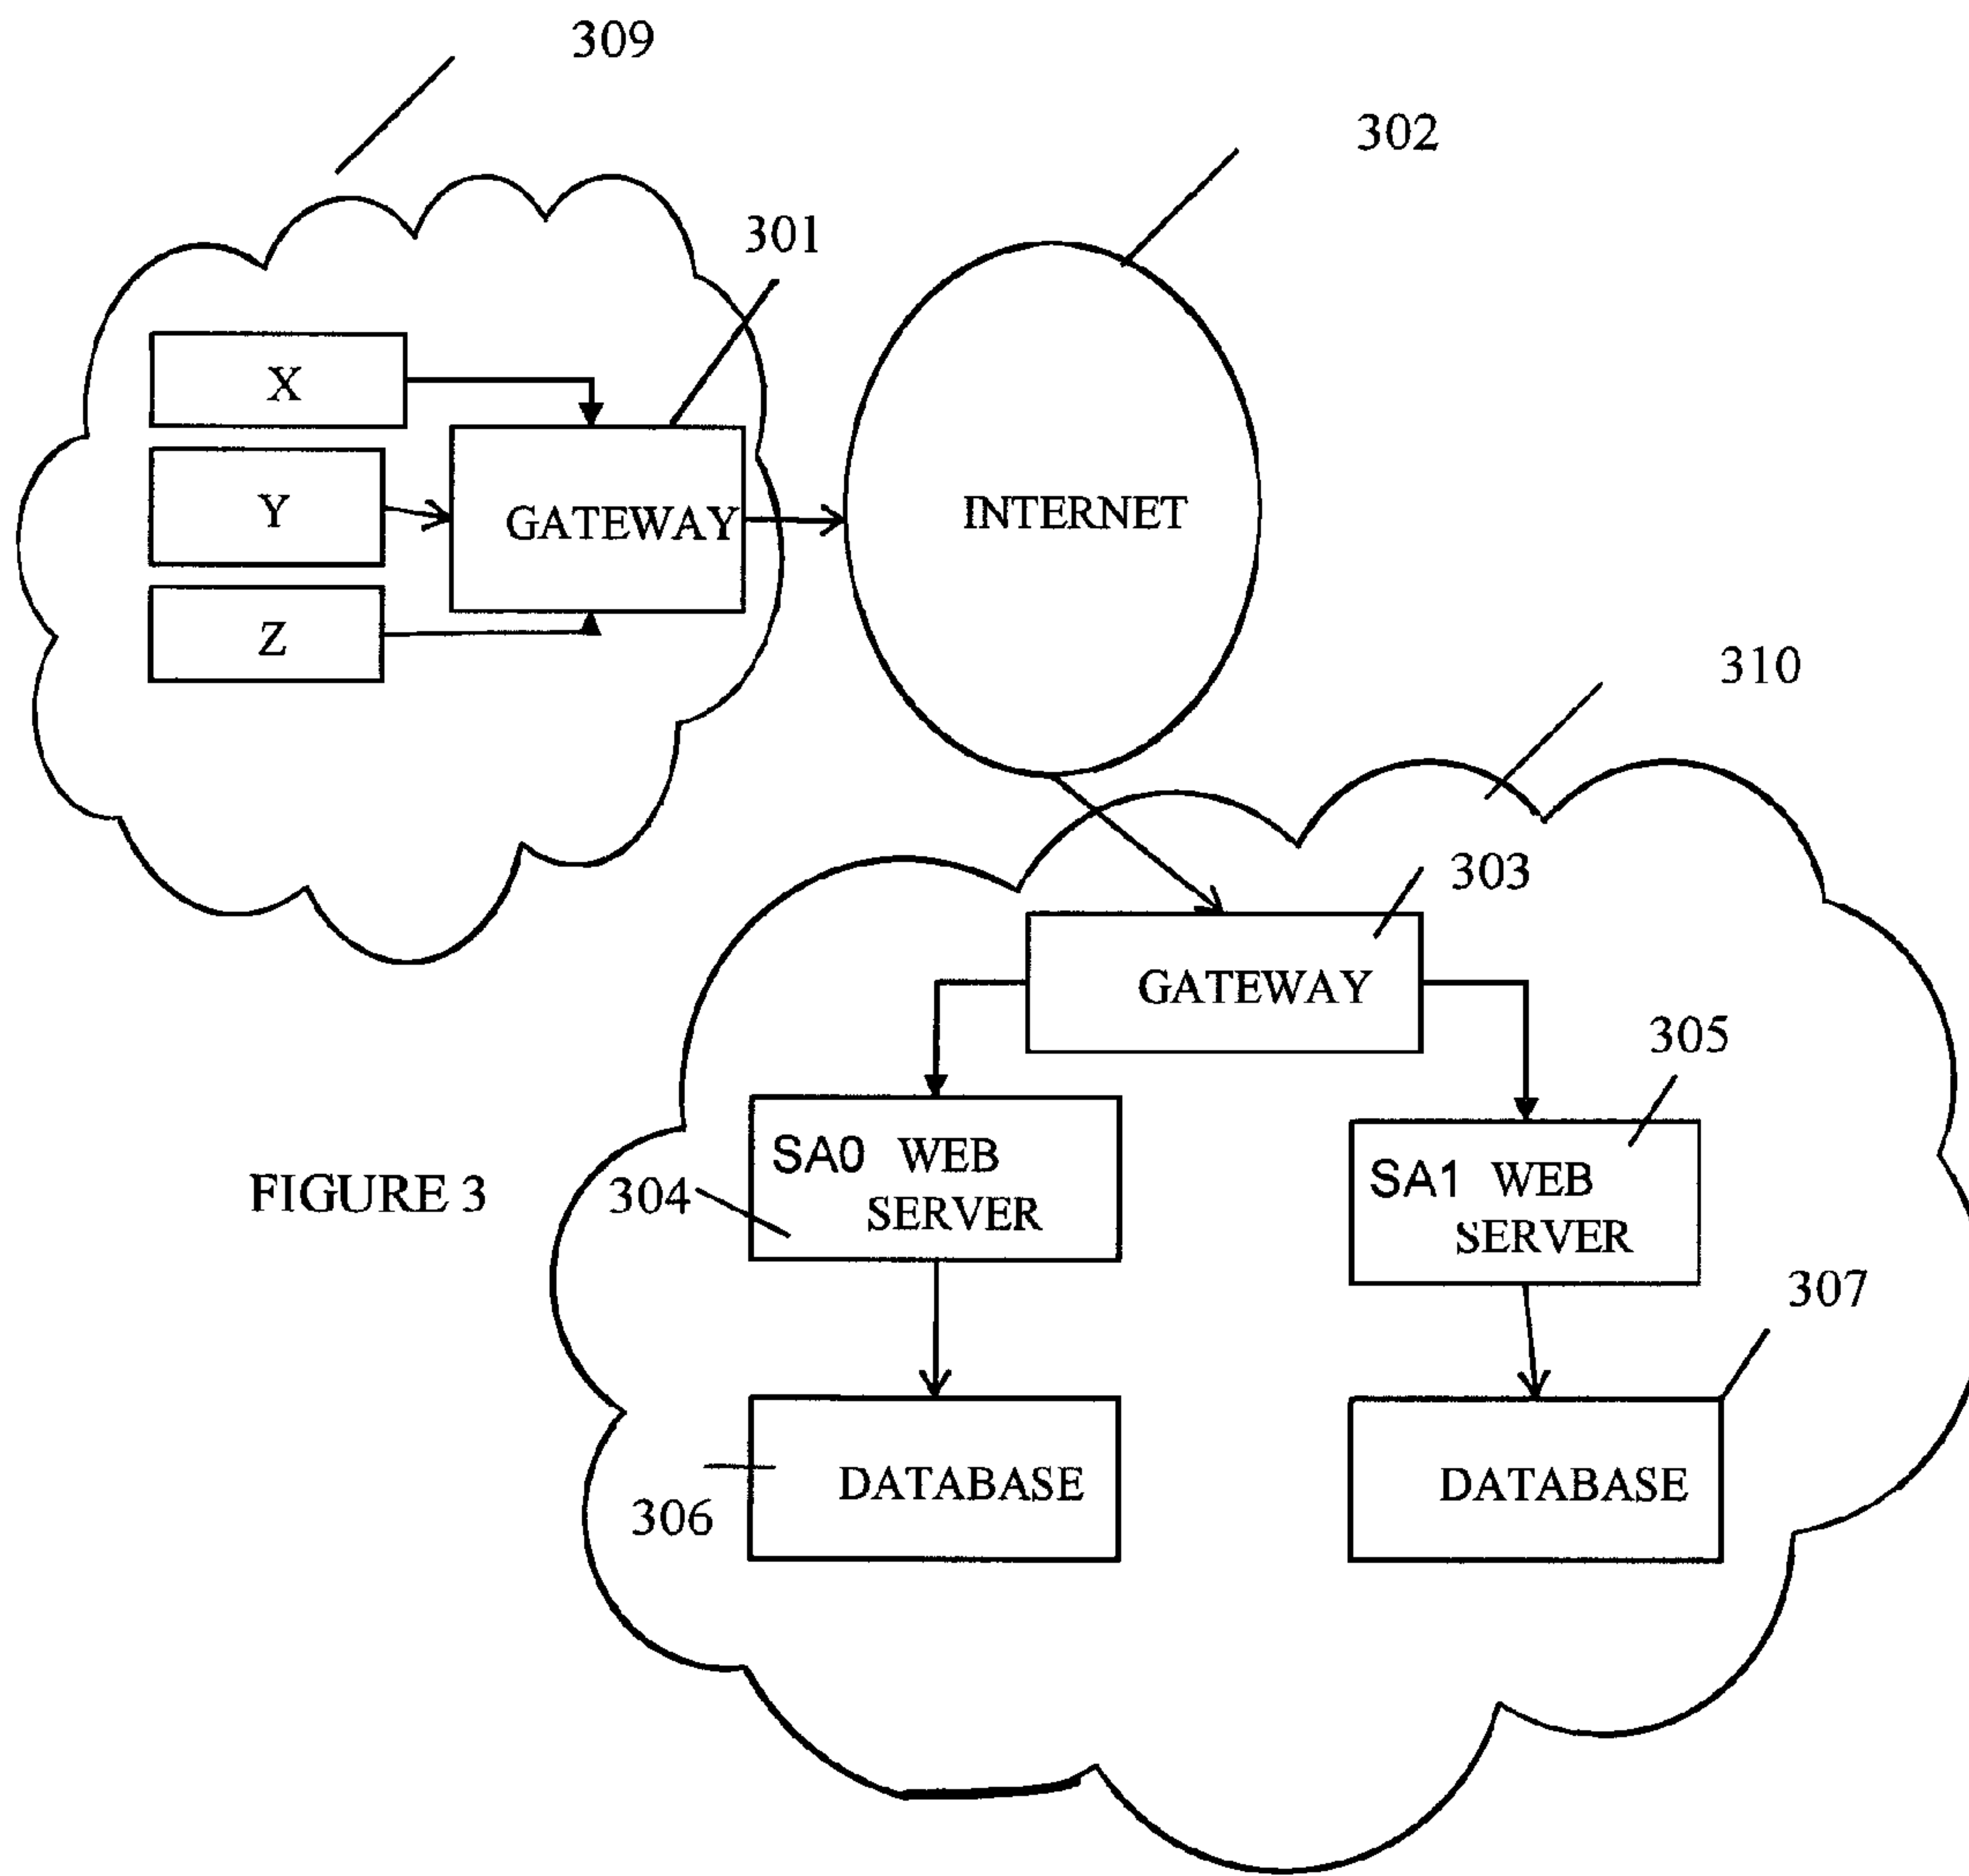 309
302
301
X
Y
GATEWAY
INTERNET
Z
310
303
GATEWAY
305
SA0 WEB
SERVER
SA1 WEB
SERVER
FIGURE 3
304
307
DATABASE
DATABASE
306